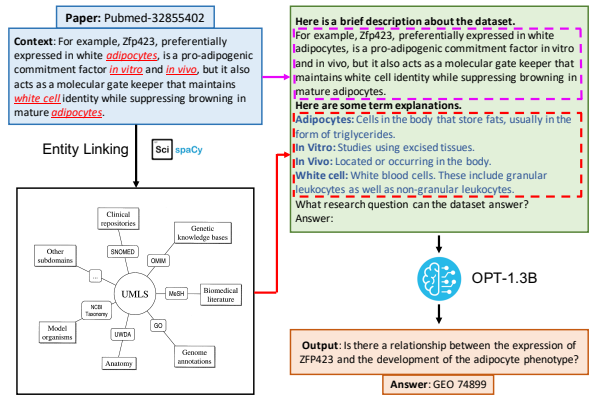 Paper: Pubmed-32855402
Context: For example, Zfp423, preferentially
expressed in white adipocytes, is a pro-adipogenic
commitment factor in vitro and in vivo, but it also
acts as a molecular gate keeper that maintains
white cell identity while suppressing browning in
mature adipocytes.
Entity Linking
Sci
spaCy
Clinical
repositories
Genetic
knowledge bases
Other
subdomains
SNOMED
OMIM
...
UMLS
MeSH
Biomedical
literature
NCBI
Taxonomy
Model
organisms
UWDA
GO
Anatomy
Genome
annotations
Here is a brief description about the dataset.
For example, Zfp423, preferentially expressed in white
adipocytes, is a pro-adipogenic commitment factor in vitro
and in vivo, but it also acts as a molecular gate keeper that
maintains white cell identity while suppressing browning
in mature adipocytes.
Here are some term explanations.
Adipocytes: Cells in the body that store fats, usually in the
form of triglycerides.
In Vitro: Studies using excised tissues.
In Vivo: Located or occurring in the body.
White cell: White blood cells. These include granular
leukocytes as well as non-granular leukocytes.
What research question can the dataset answer?
Answer:
OPT-1.3B
Output: Is there a relationship between the expression of
ZFP423 and the development of the adipocyte phenotype?
Answer: GEO 74899